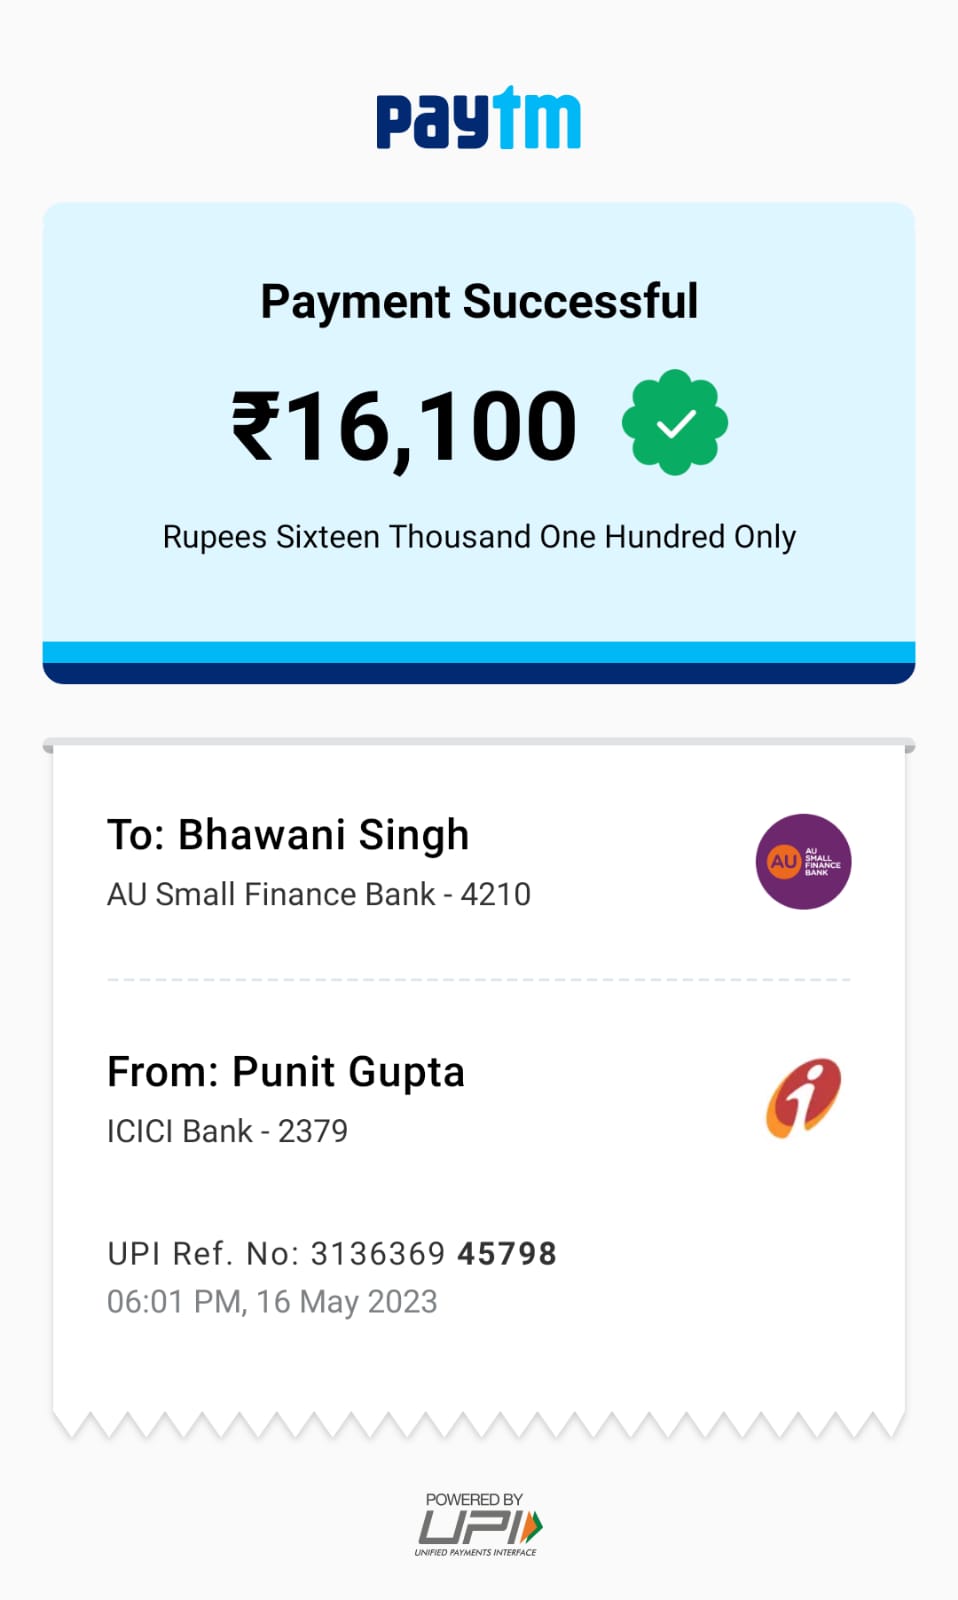 paytm
Payment Successful
₹16,100
Rupees Sixteen Thousand One Hundred Only
To: Bhawani Singh
AU Small Finance Bank - 4210
AU
AU
SMALL
FINANCE
BANK
From: Punit Gupta
ICICI Bank - 2379
UPI Ref. No: 3136369 45798
06:01 PM, 16 May 2023
POWERED BY
UPI
UNIFIED PAYMENTS INTERFACE